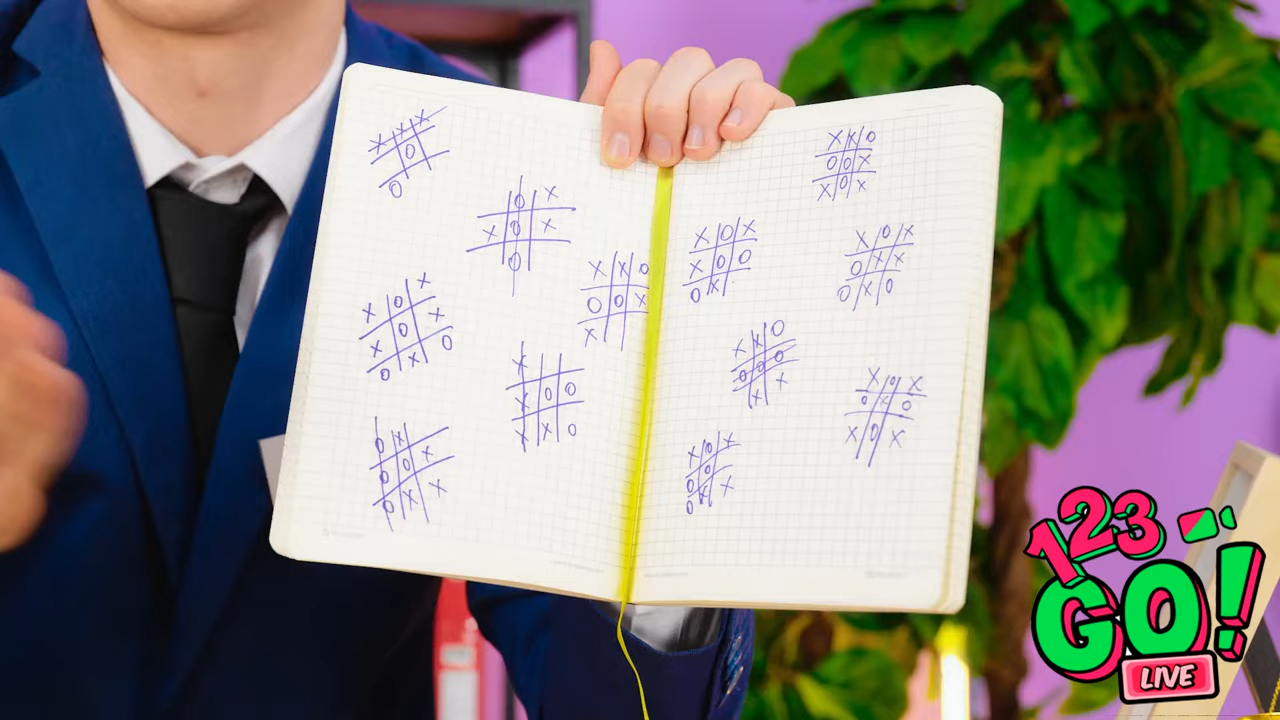 X X X
O
O
O X
X O X
O
X X O
O O X
X
X O X
X O X
O X O
X
X O O
X X O
O X
O O X
O X X
X X O
O O X
X O X
X O X
X O O
O X
X O X
O X X
O X O
X X O
O O O
X X
X O X
O X O
X O X
X O X
O O
O X X
123
GO!
LIVE